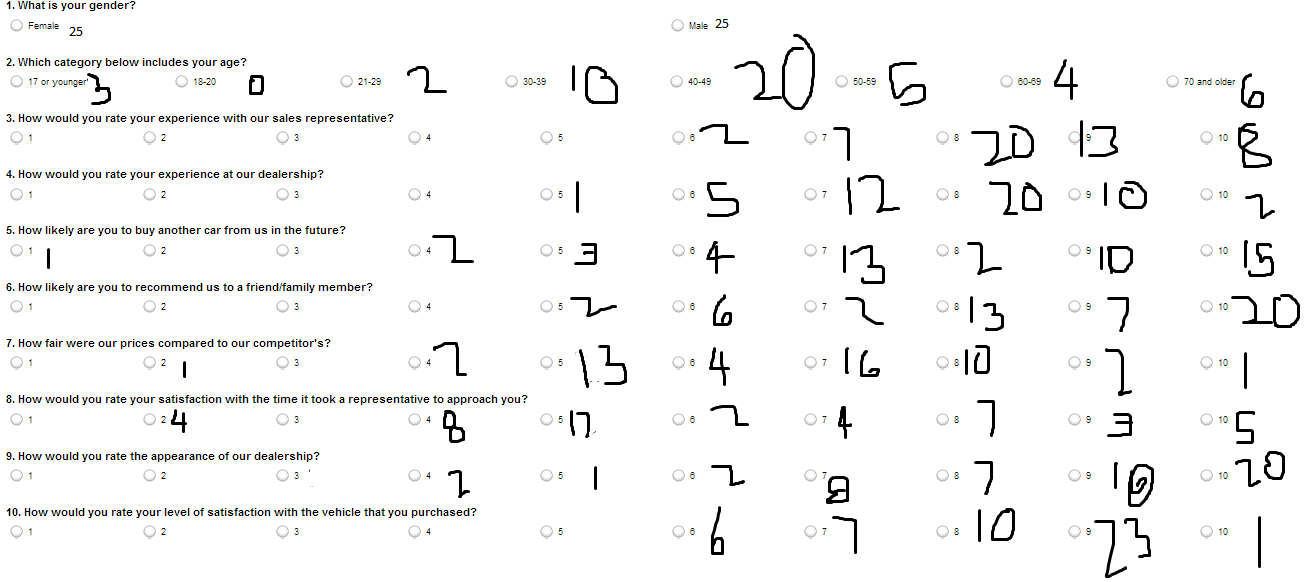 1. What is your gender?
Female 25 Male 25
2. Which category below includes your age?
17 or younger 3 18-20 0 21-29 2 30-39 10 40-49 20 50-59 5 60-69 4 70 and older 6
3. How would you rate your experience with our sales representative?
1 2 3 4 5 6 2 7 7 8 20 9 13 10 8
4. How would you rate your experience at our dealership?
1 2 3 4 5 1 6 5 7 12 8 20 9 10 10 2
5. How likely are you to buy another car from us in the future?
1 1 2 3 4 2 5 3 6 4 7 13 8 2 9 10 10 15
6. How likely are you to recommend us to a friend/family member?
1 2 3 4 5 2 6 6 7 2 8 13 9 7 10 20
7. How fair were our prices compared to our competitor's?
1 2 1 3 4 2 5 13 6 4 7 16 8 10 9 2 10 1
8. How would you rate your satisfaction with the time it took a representative to approach you?
1 2 4 3 4 8 5 17 6 2 7 4 8 7 9 3 10 5
9. How would you rate the appearance of our dealership?
1 2 3 4 2 5 1 6 2 7 8 8 7 9 10 10 20
10. How would you rate your level of satisfaction with the vehicle that you purchased?
1 2 3 4 5 6 6 7 7 8 10 9 23 10 1